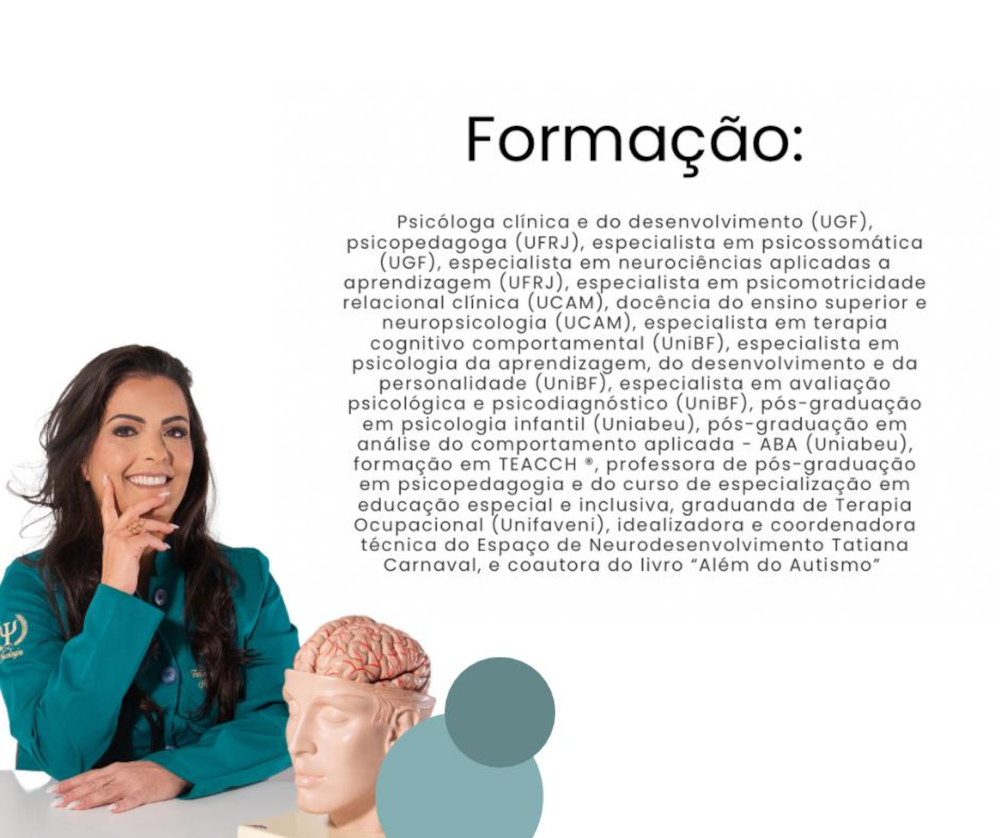 Formação:
Psicóloga clínica e do desenvolvimento (UGF),
psicopedagoga (UFRJ), especialista em psicossomática
(UGF), especialista em neurociências aplicadas a
aprendizagem (UFRJ), especialista em psicomotricidade
relacional clínica (UCAM), docência do ensino superior e
neuropsicologia (UCAM), especialista em terapia
cognitivo comportamental (UniBF), especialista em
psicologia da aprendizagem, do desenvolvimento e da
personalidade (UniBF), especialista em avaliação
psicológica e psicodiagnóstico (UniBF), pós-graduação
em psicologia infantil (Uniabeu), pós-graduação em
análise do comportamento aplicada - ABA (Uniabeu),
formação em TEACCH ®, professora de pós-graduação
em psicopedagogia e do curso de especialização em
educação especial e inclusiva, graduanda de Terapia
Ocupacional (Unifaveni), idealizadora e coordenadora
técnica do Espaço de Neurodesenvolvimento Tatiana
Carnaval, e coautora do livro “Além do Autismo”
Ψ